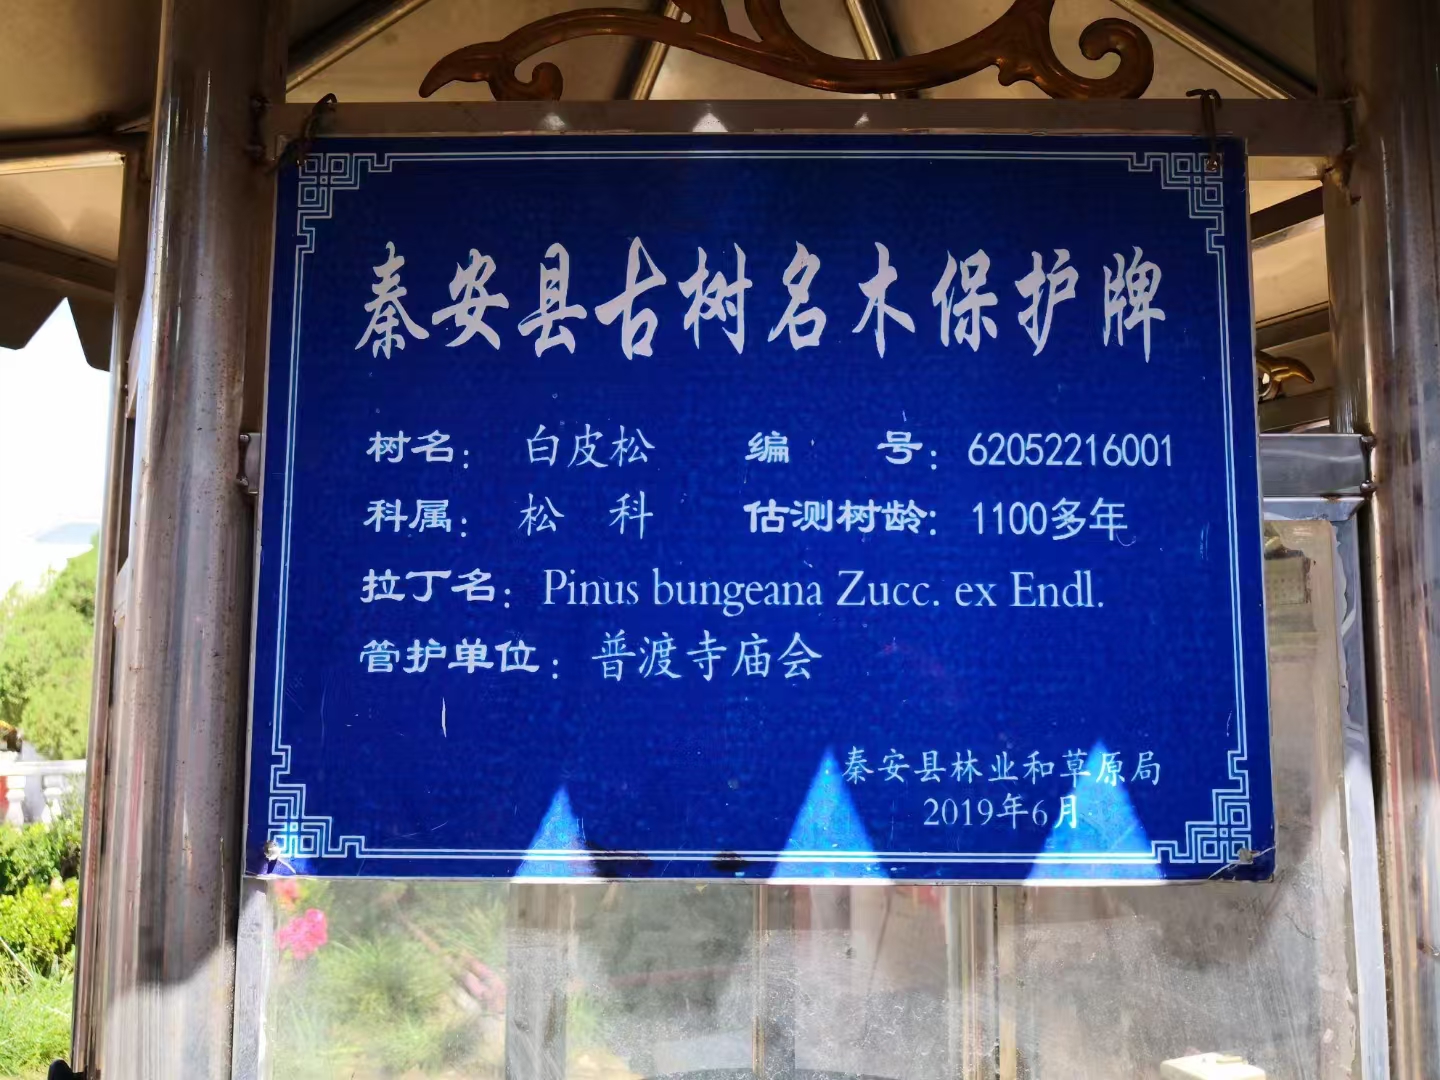 秦安县古树名木保护牌
树名： 白皮松 编 号：62052216001
科属： 松 科 估测树龄：1100多年
拉丁名：Pinus bungeana Zucc. ex Endl.
管护单位：普渡寺庙会
秦安县林业和草原局
2019年6月